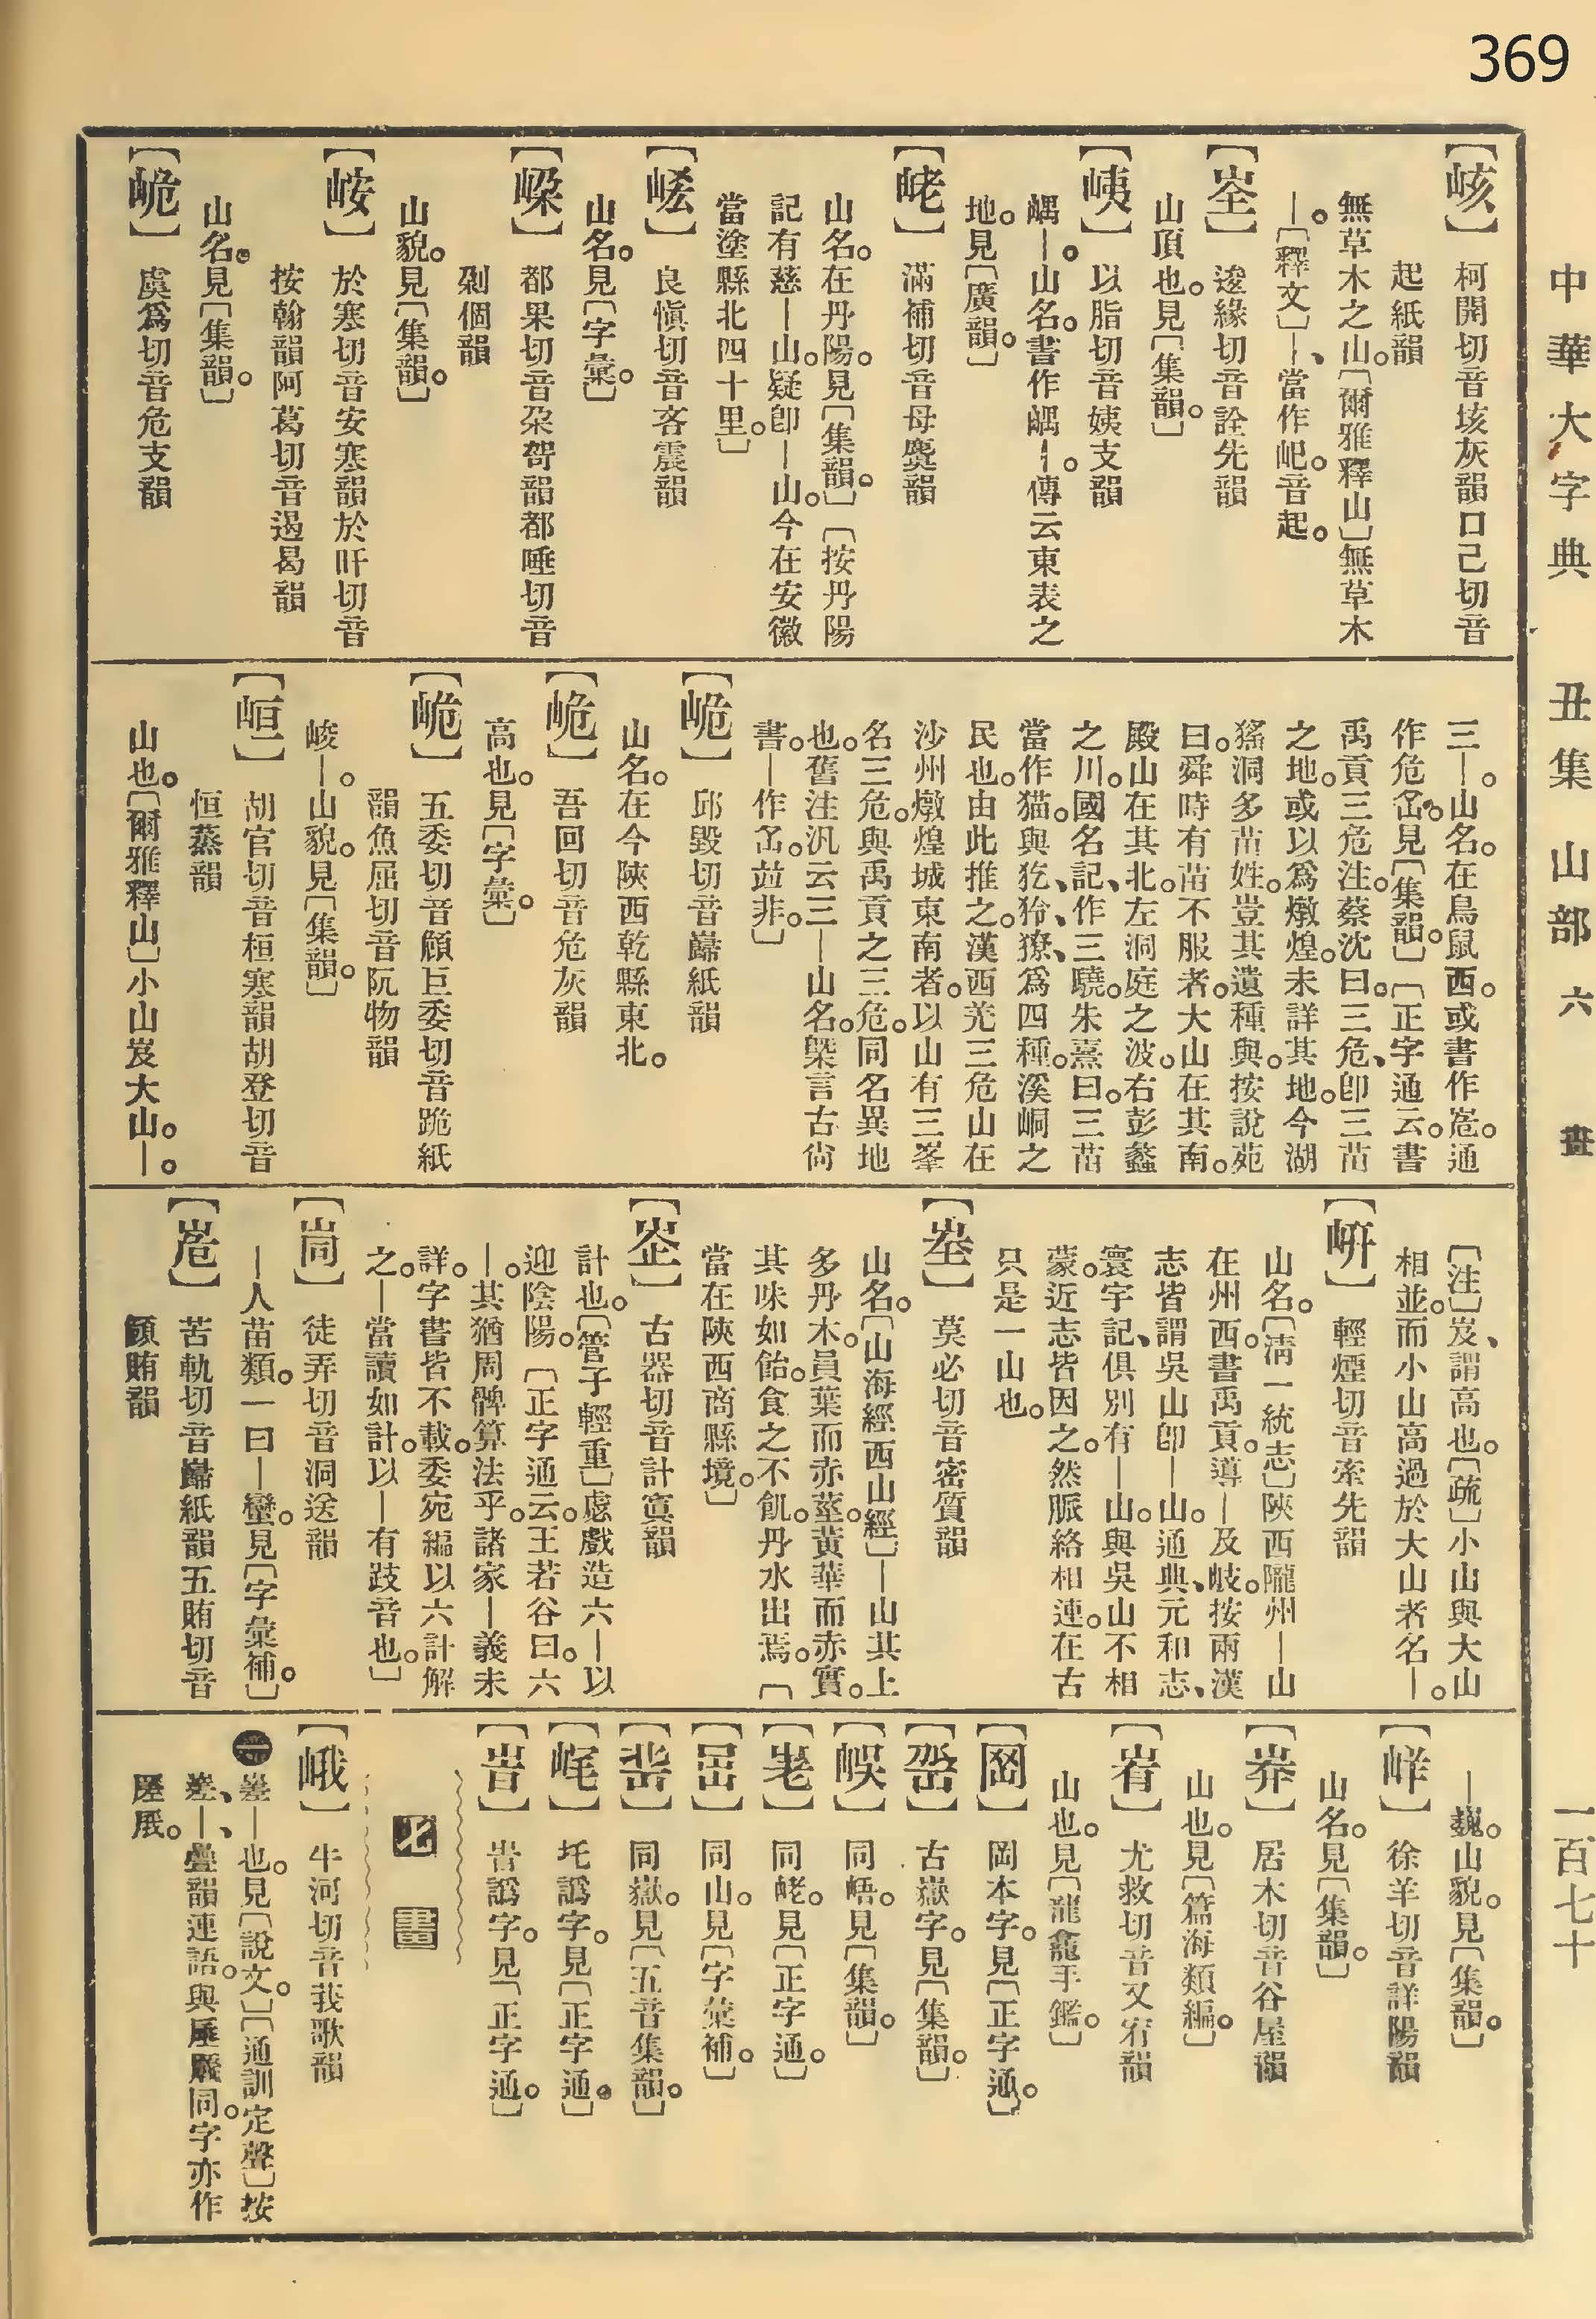 369
中華大字典 丑集 山部 六 畫 一百七十
【峐】 柯開切音垓灰韻口己切音
起紙韻
無草木之山。〔爾雅釋山〕無草木
—。〔釋文〕—、當作屺。音起。
【峑】 逡緣切音詮先韻
山頂也。見〔集韻。〕
【峓】 以脂切音姨支韻
嵎—。山名。書作嵎—。傳云東表之
地。見〔廣韻。〕
【峔】 滿補切音母麌韻
山名。在丹陽。見〔集韻。〕〔按丹陽
記有慈—山。疑卽—山。今在安徽
當塗縣北四十里。〕
【峾】 良愼切音吝震韻
山名。見〔字彙。〕
【𡶲】 都果切音朶哿韻都唾切音
剁個韻
山貌。見〔集韻。〕
【峖】 於寒切音安寒韻於旰切音
按翰韻阿葛切音遏曷韻
山名。見〔集韻。〕
【峗】 虞爲切音危支韻
三—。山名。在鳥鼠西。或書作峞。通
作危峗。見〔集韻。〕〔正字通云。書
禹貢三危注。蔡沈曰。三危、卽三苗
之地。或以爲燉煌。未詳其地。今湖
猺洞多苗姓。豈其遺種與。按說苑
曰。舜時有苗不服者。大山在其南。
殿山在其北。左洞庭之波。右彭蠡
之川。國名記、作三驍。朱熹曰。三苗
當作猫。與犵、狑、獠、爲四種。溪峒之
民也。由此推之。漢西羌三危山在
沙州燉煌城東南者。以山有三峯
名三危。與禹貢之三危。同名異地
也。舊注汎云三—山名。槩言古尙
書。—作峗。竝非。〕
【峗】 邱毀切音巋紙韻
山名。在今陝西乾縣東北。
【峗】 吾回切音危灰韻
高也。見〔字彙。〕
【峗】 五委切音頠巨委切音跪紙
韻魚屈切音阢物韻
峻—。山貌。見〔集韻。〕
【峘】 胡官切音桓寒韻胡登切音
恒蒸韻
山也。〔爾雅釋山〕小山岌大山。—。
〔注〕岌、謂高也。〔疏〕小山與大山
相並。而小山高過於大山者名—。
【岍】 輕煙切音牽先韻
山名。〔淸一統志〕陝西隴州—山
在州西。書禹貢。導—及岐。按兩漢
志皆謂吳山卽—山。通典、元和志、
寰宇記、俱別有—山。與吳山不相
蒙。近志皆因之。然脈絡相連。在古
只是一山也。
【峚】 莫必切音密質韻
山名。〔山海經西山經〕—山其上
多丹木。員葉而赤莖。黃華而赤實。
其味如飴。食之不飢。丹水出焉。〔
當在陝西商縣境。〕
【峜】 古器切音計寘韻
計也。〔管子輕重〕虙戲造六—以
迎陰陽。〔正字通云。王若谷曰。六
—。其猶周髀算法乎。諸家—義未
詳。字書皆不載。委宛編以六計解
之。—當讀如計。以—有跂音也。〕
【峝】 徒弄切音洞送韻
—人苗類。一曰—蠻。見〔字彙補。〕
【峞】 苦軌切音巋紙韻五賄切音
頠賄韻
—巍。山貌。見〔集韻。〕
【𡶴】 徐羊切音詳陽韻
山名。見〔集韻。〕
【𡶶】 居木切音谷屋韻
山也。見〔篇海類編。〕
【峟】 尤救切音又宥韻
山也。見〔龍龕手鑑。〕
【㟠】 岡本字。見〔正字通。〕
【𡶳】 古嶽字。見〔集韻。〕
【峿】 同峿。見〔集韻。〕
【峔】 同峔。見〔正字通。〕
【𡷊】 同山。見〔字彙補。〕
【𡶜】 同嶽。見〔五音集韻。〕
【𡵺】 𡵆譌字。見〔正字通。〕
【㟁】 岝譌字。見〔正字通。〕
七 畫
【峨】 牛河切音莪歌韻
㊀嵳—也。見〔說文。〕〔通訓定聲〕按
嵳、—、疊韻連語。與㕒㕎同字。亦作
㕒㕂。